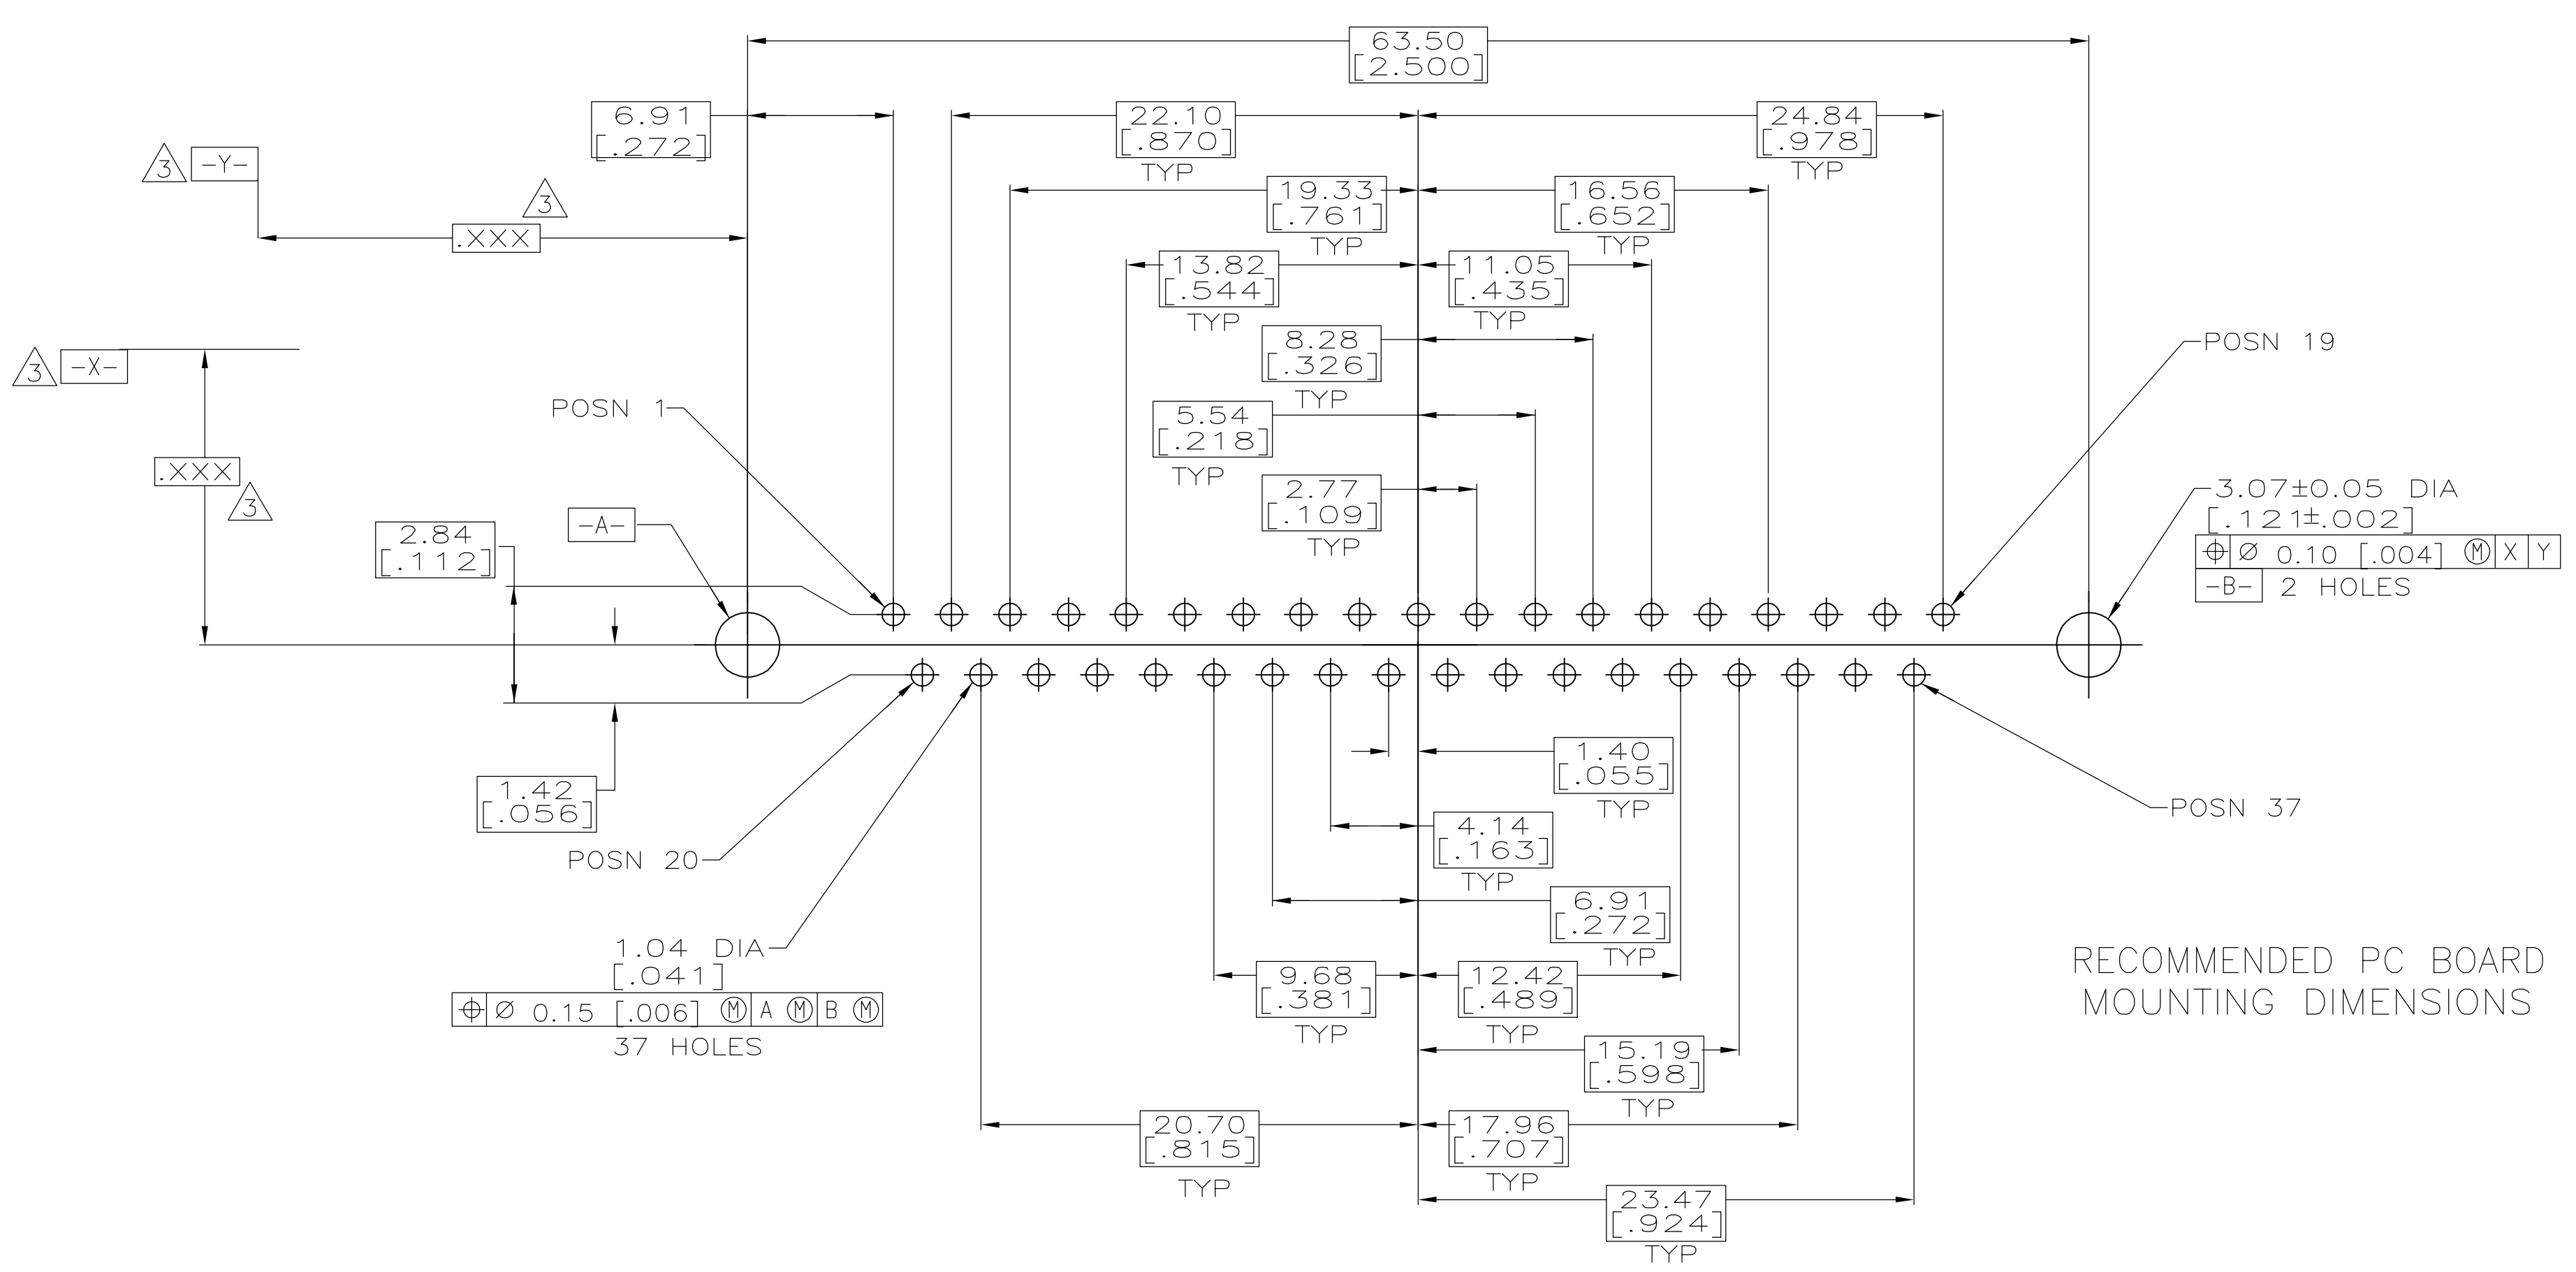 63.50
[2.500]
6.91
[.272]
22.10
[.870]
TYP
24.84
[.978]
TYP
3 -Y-
3
.XXX
19.33
[.761]
TYP
16.56
[.652]
TYP
13.82
[.544]
TYP
11.05
[.435]
TYP
8.28
[.326]
TYP
POSN 19
3 -X-
POSN 1
5.54
[.218]
TYP
.XXX
3
2.77
[.109]
TYP
3.07±0.05 DIA
[.121±.002]
⌖ ⌀ 0.10 [.004] Ⓜ X Y
-B- 2 HOLES
2.84
[.112]
-A-
1.40
[.055]
TYP
1.42
[.056]
POSN 37
4.14
[.163]
TYP
POSN 20
6.91
[.272]
TYP
1.04 DIA
[.041]
⌖ ⌀ 0.15 [.006] Ⓜ A Ⓜ B Ⓜ
37 HOLES
9.68
[.381]
TYP
12.42
[.489]
TYP
RECOMMENDED PC BOARD
MOUNTING DIMENSIONS
15.19
[.598]
TYP
20.70
[.815]
TYP
17.96
[.707]
TYP
23.47
[.924]
TYP